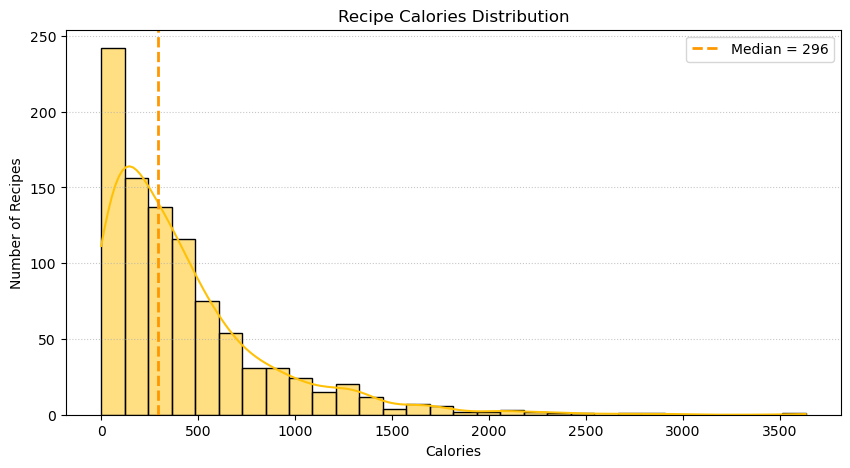 Recipe Calories Distribution
Median = 296
Number of Recipes
250
200
150
100
50
0
0 500 1000 1500 2000 2500 3000 3500
Calories